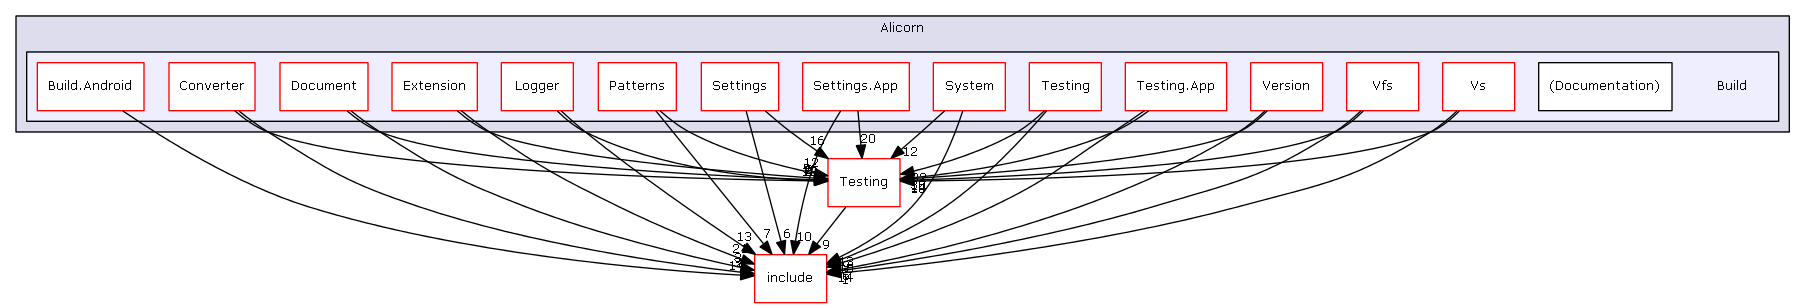 Alicorn
Build.Android
Converter
Document
Extension
Logger
Patterns
Settings
Settings.App
System
Testing
Testing.App
Version
Vfs
Vs
(Documentation)
Build
16
20
12
Testing
13
7
6
10
9
include